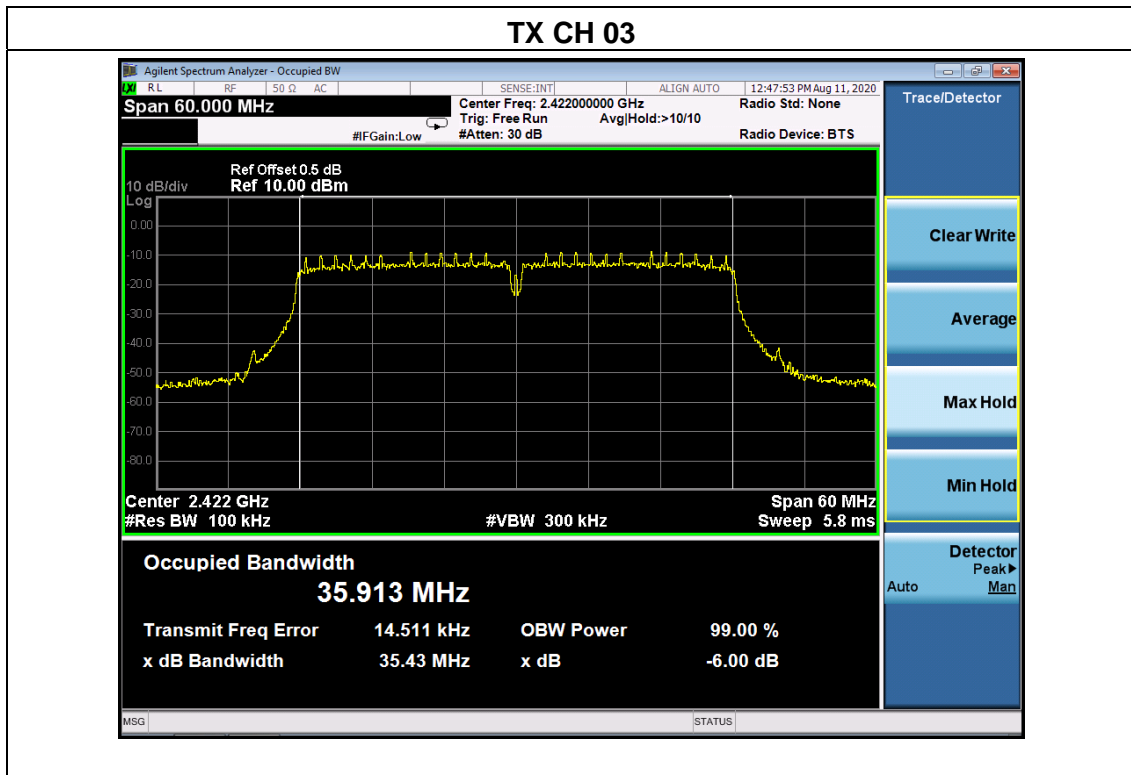 TX CH 03
Agilent Spectrum Analyzer - Occupied BW
LXI RL RF 50 Ω AC SENSE:INT ALIGN AUTO 12:47:53 PM Aug 11, 2020
Span 60.000 MHz
Center Freq: 2.422000000 GHz
Radio Std: None
Trig: Free Run Avg|Hold:>10/10
#IFGain:Low #Atten: 30 dB
Radio Device: BTS
Trace/Detector
Ref Offset 0.5 dB
10 dB/div Ref 10.00 dBm
Log
0.00
-10.0
-20.0
-30.0
-40.0
-50.0
-60.0
-70.0
-80.0
Center 2.422 GHz Span 60 MHz
#Res BW 100 kHz #VBW 300 kHz Sweep 5.8 ms
Clear Write
Average
Max Hold
Min Hold
Detector
Peak▶
Auto Man
Occupied Bandwidth
35.913 MHz
Transmit Freq Error 14.511 kHz OBW Power 99.00 %
x dB Bandwidth 35.43 MHz x dB -6.00 dB
MSG STATUS